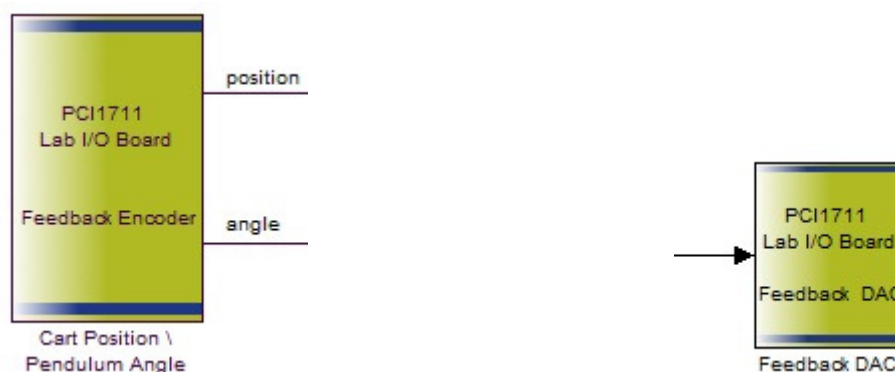 PCI1711
Lab I/O Board
Feedback Encoder
Cart Position \
Pendulum Angle
position
angle
PCI1711
Lab I/O Board
Feedback DAC
Feedback DAC